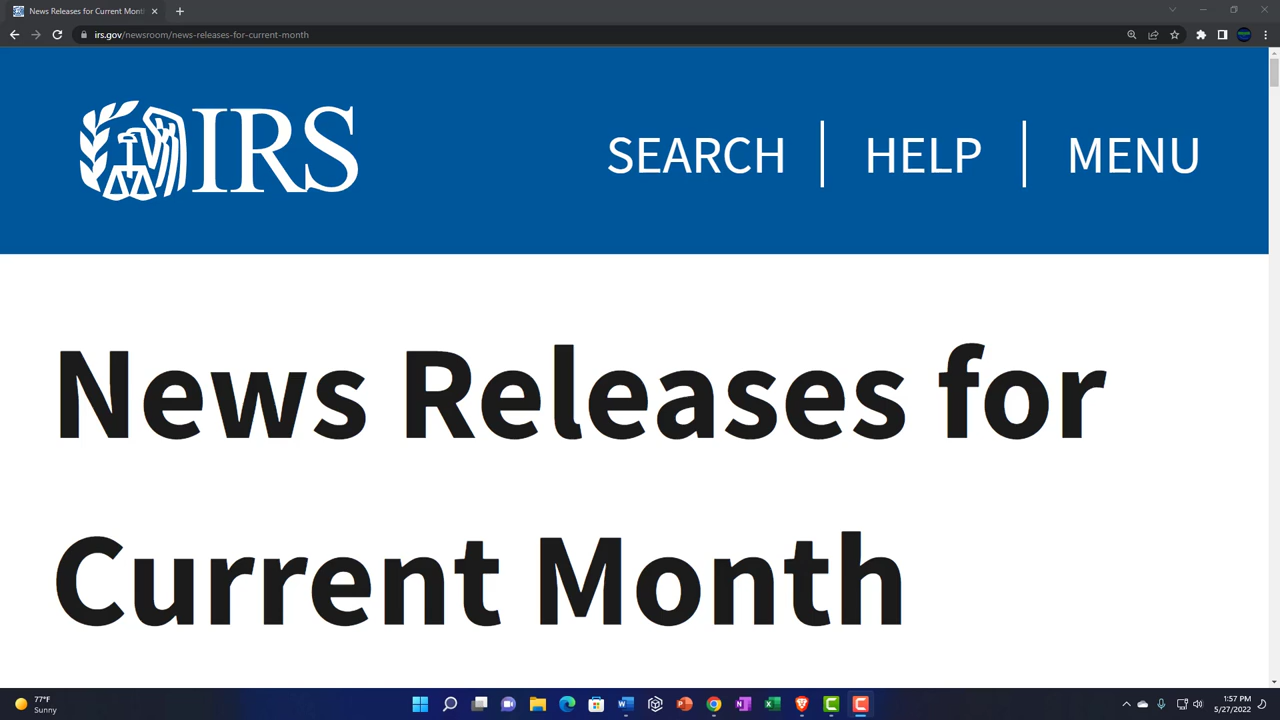 News Releases for Current Mont
irs.gov/newsroom/news-releases-for-current-month
IRS
SEARCH
HELP
MENU
News Releases for
Current Month
77°F
Sunny
1:57 PM
5/27/2022